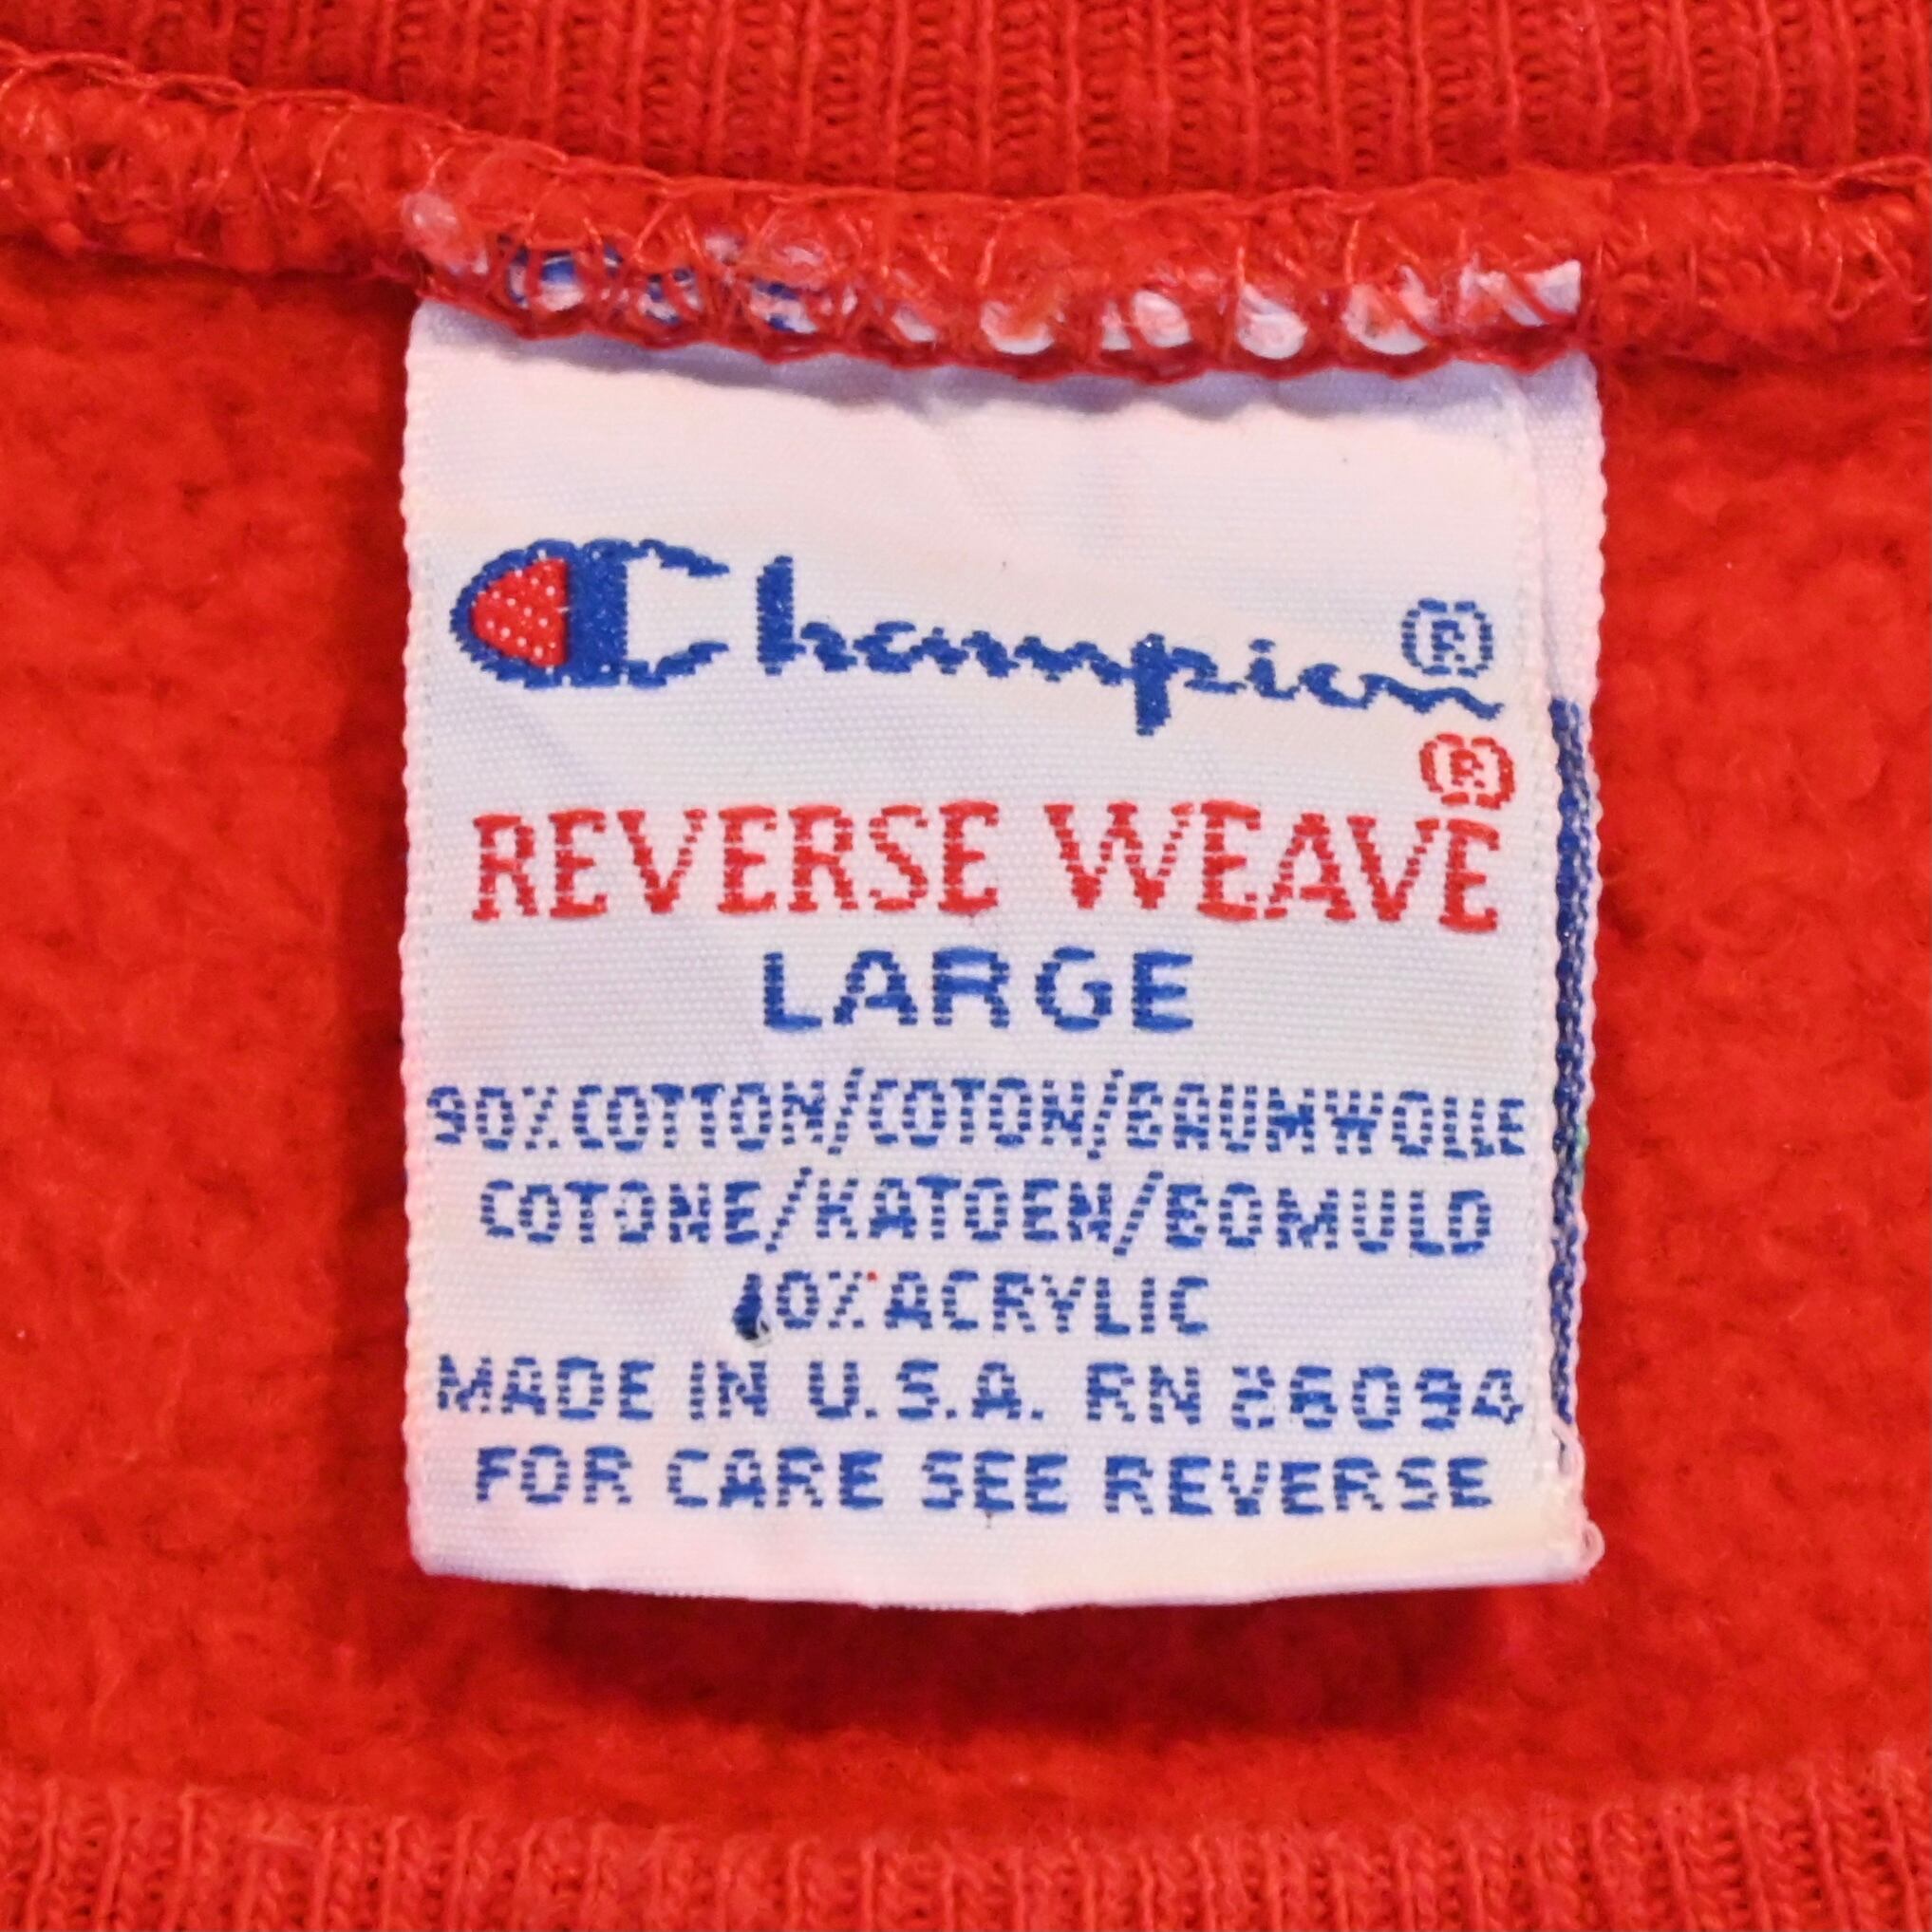 Champion®
®
REVERSE WEAVE
LARGE
90% COTTON/COTON/BAUMWOLLE
COTONE/KATOEN/BOMULD
10% ACRYLIC
MADE IN U.S.A. RN 26094
FOR CARE SEE REVERSE